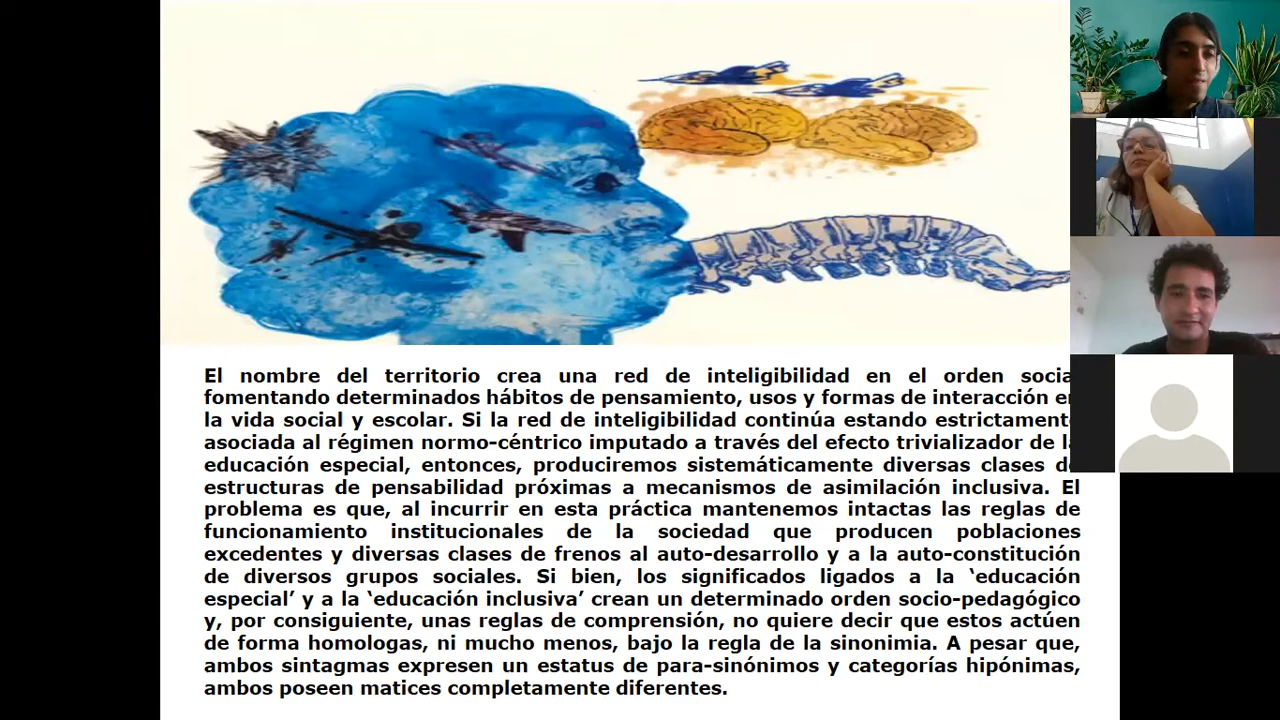 El nombre del territorio crea una red de inteligibilidad en el orden socia
fomentando determinados hábitos de pensamiento, usos y formas de interacción e
la vida social y escolar. Si la red de inteligibilidad continúa estando estrictament
asociada al régimen normo-céntrico imputado a través del efecto trivializador de l
educación especial, entonces, produciremos sistemáticamente diversas clases d
estructuras de pensabilidad próximas a mecanismos de asimilación inclusiva. El
problema es que, al incurrir en esta práctica mantenemos intactas las reglas de
funcionamiento institucionales de la sociedad que producen poblaciones
excedentes y diversas clases de frenos al auto-desarrollo y a la auto-constitución
de diversos grupos sociales. Si bien, los significados ligados a la ‘educación
especial’ y a la ‘educación inclusiva’ crean un determinado orden socio-pedagógico
y, por consiguiente, unas reglas de comprensión, no quiere decir que estos actúen
de forma homologas, ni mucho menos, bajo la regla de la sinonimia. A pesar que,
ambos sintagmas expresen un estatus de para-sinónimos y categorías hipónimas,
ambos poseen matices completamente diferentes.